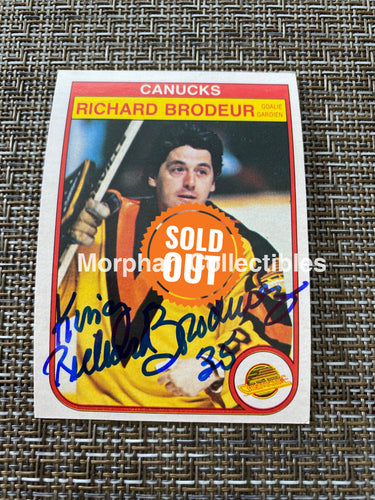 CANUCKS
RICHARD BRODEUR
GOALIE
GARDIEN
SOLD
OUT
Morphan Collectibles
"King"
Richard Brodeur
35